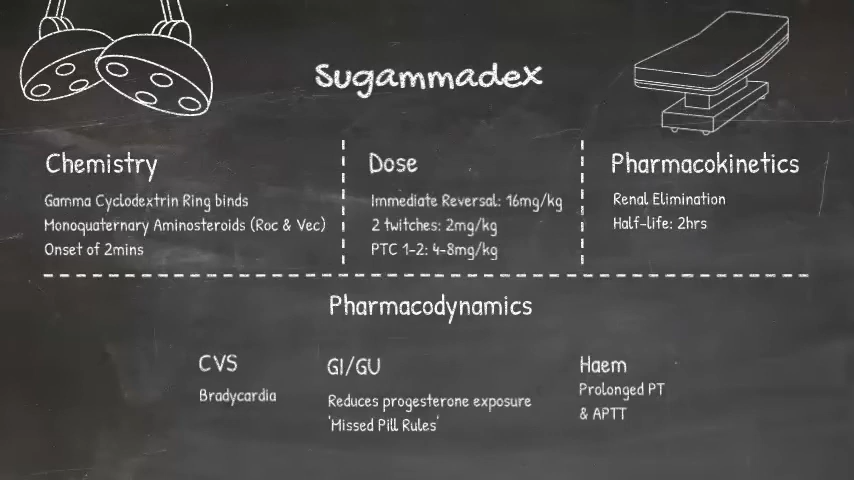 Sugammadex
Chemistry
Gamma Cyclodextrin Ring binds
Monoquaternary Aminosteroids (Roc & Vec)
Onset of 2mins
Dose
Immediate Reversal: 16mg/kg
2 twitches: 2mg/kg
PTC 1-2: 4-8mg/kg
Pharmacokinetics
Renal Elimination
Half-life: 2hrs
Pharmacodynamics
CVS
Bradycardia
GI/GU
Reduces progesterone exposure
'Missed Pill Rules'
Haem
Prolonged PT
& APTT